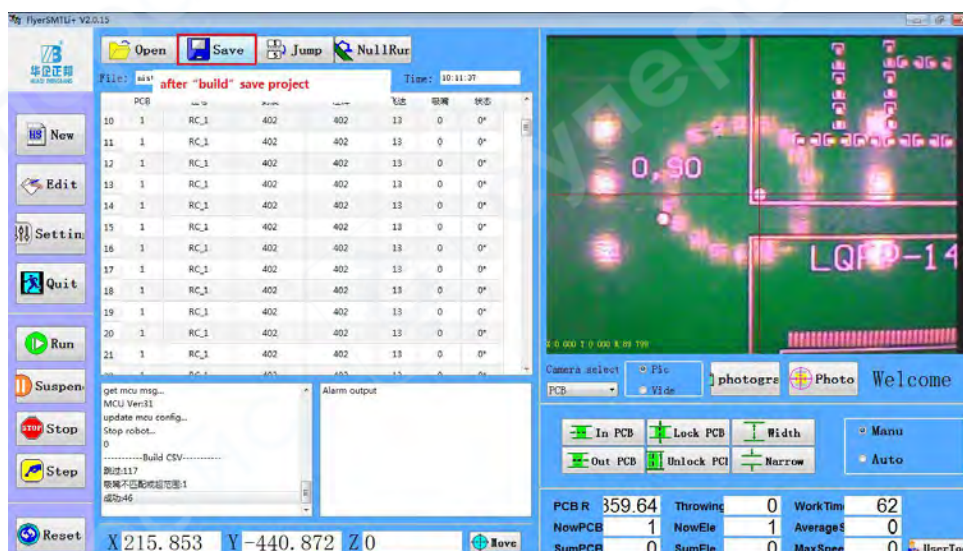 FlyerSMTLi+ V2.0.15
华企正邦
Open
Save
Jump
NullRur
File:
after "build" save project
Time: 10:11:37
PCB
飞达
吸嘴
状态
10 1 RC_1 402 402 13 0 0°
11 1 RC_1 402 402 13 0 0°
12 1 RC_1 402 402 13 0 0°
13 1 RC_1 402 402 13 0 0°
14 1 RC_1 402 402 13 0 0°
15 1 RC_1 402 402 13 0 0°
16 1 RC_1 402 402 13 0 0°
17 1 RC_1 402 402 13 0 0°
18 1 RC_1 402 402 13 0 0°
19 1 RC_1 402 402 13 0 0°
20 1 RC_1 402 402 13 0 0°
21 1 RC_1 402 402 13 0 0°
New
Edit
Settin
Quit
Run
Suspen
Stop
Step
Reset
get mcu msg...
MCU Ver:31
update mcu config...
Stop robot...
0
----------Build CSV-----------
跳过:117
吸嘴不匹配或超范围:1
成功:46
Alarm output
X 215.853 Y -440.872 Z 0
Move
0,90
LQFP-14
Camera select
PCB
Pic
Vide
photogra
Photo
Welcome
In PCB
Lock PCB
Width
Out PCB
Unlock PCI
Narrow
Manu
Auto
PCB R 359.64 Throwing 0 WorkTim 62
NowPCB 1 NowEle 1 Average S 0
SumPCB 0 SumEle 0 MaxSpee 0
UserTe